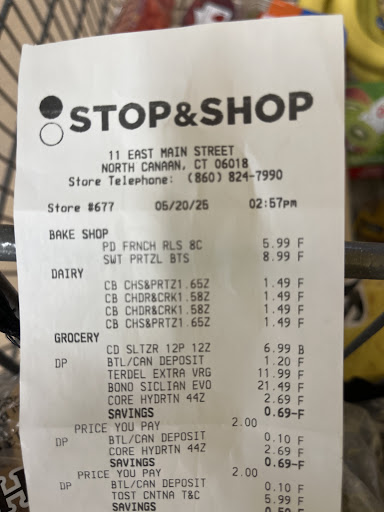 STOP&SHOP
11 EAST MAIN STREET
NORTH CANAAN, CT 06018
Store Telephone: (860) 824-7990
Store #677 05/20/25 02:57pm
BAKE SHOP
PD FRNCH RLS 8C 5.99 F
SWT PRTZL BTS 8.99 F
DAIRY
CB CHS&PRTZ1.65Z 1.49 F
CB CHDR&CRK1.58Z 1.49 F
CB CHDR&CRK1.58Z 1.49 F
CB CHS&PRTZ1.65Z 1.49 F
GROCERY
CD SLTZR 12P 12Z 6.99 B
DP BTL/CAN DEPOSIT 1.20 F
TERDEL EXTRA VRG 11.99 F
BONO SICLIAN EVO 21.49 F
CORE HYDRTN 44Z 2.69 F
SAVINGS 0.69-F
PRICE YOU PAY 2.00
DP BTL/CAN DEPOSIT 0.10 F
CORE HYDRTN 44Z 2.69 F
SAVINGS 0.69-F
PRICE YOU PAY 2.00
DP BTL/CAN DEPOSIT 0.10 F
TOST CNTNA T&C 5.99 F
SAVINGS 0.50-F